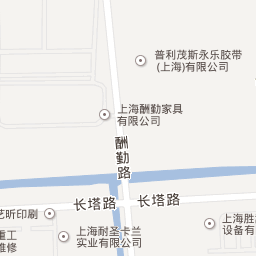 普利茂斯永乐胶带
(上海)有限公司
上海酬勤家具
有限公司
酬勤路
长塔路
长塔路
艺昕印刷
上海胜
设备有
重工
维修
上海耐圣卡兰
实业有限公司